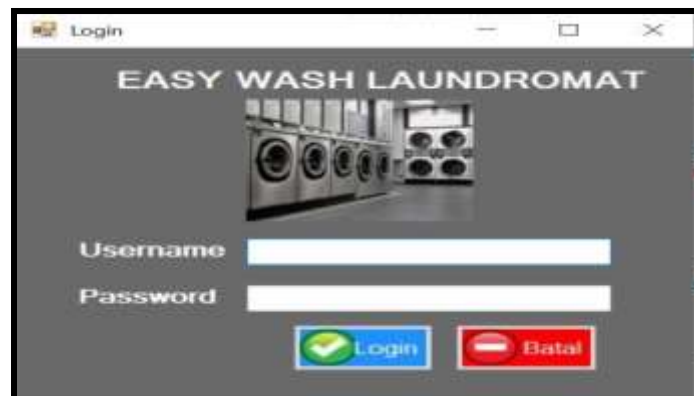 Login
EASY WASH LAUNDROMAT
Username
Password
Login Batal